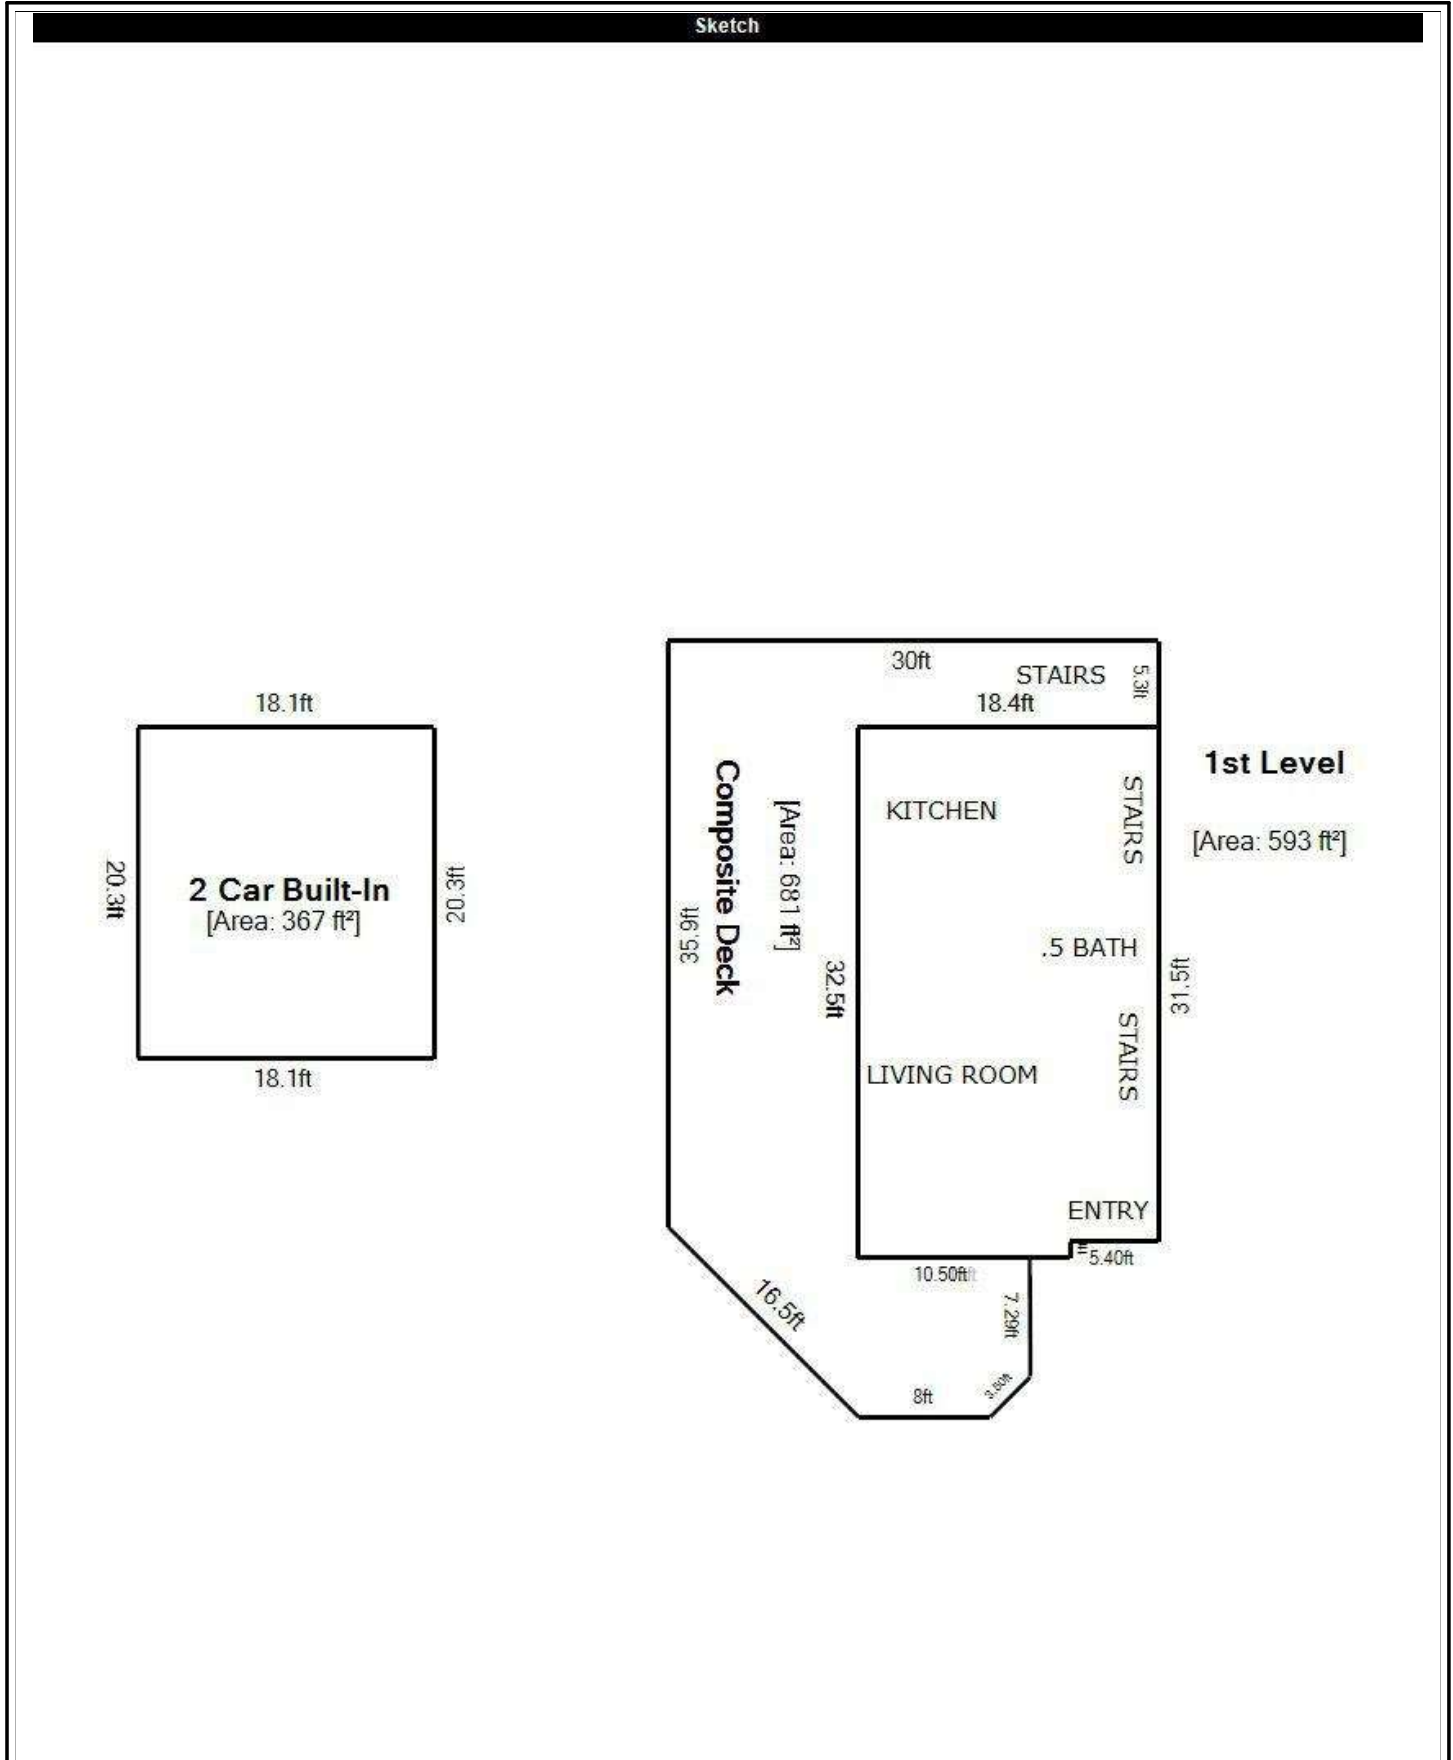 Sketch
18.1ft
20.3ft
2 Car Built-In
[Area: 367 ft²]
20.3ft
18.1ft
30ft
STAIRS
5.3ft
18.4ft
Composite Deck
[Area: 681 ft²]
35.9ft
32.5ft
KITCHEN
STAIRS
1st Level
[Area: 593 ft²]
.5 BATH
31.5ft
STAIRS
LIVING ROOM
ENTRY
5.40ft
10.50ft
7.29ft
16.5ft
8ft
3.50ft